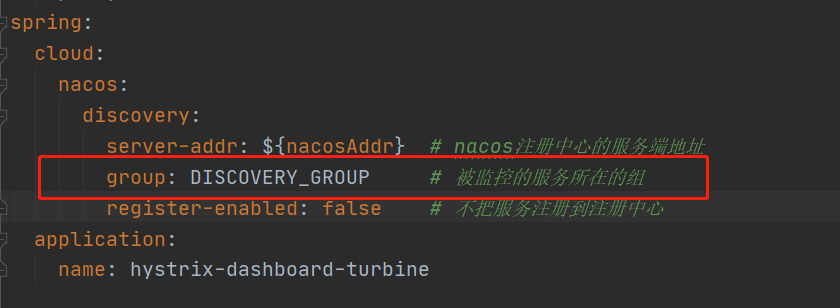 spring:
cloud:
nacos:
discovery:
server-addr: ${nacosAddr} # nacos注册中心的服务端地址
group: DISCOVERY_GROUP # 被监控的服务所在的组
register-enabled: false # 不把服务注册到注册中心
application:
name: hystrix-dashboard-turbine